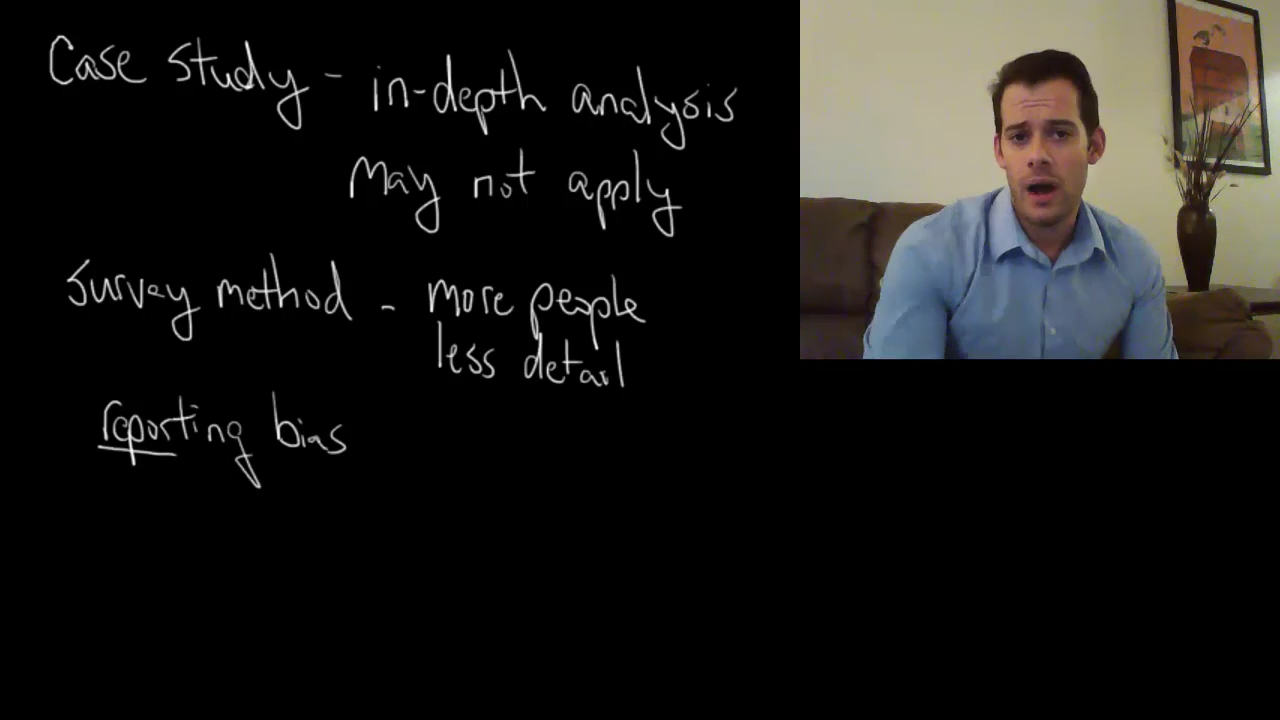 Case study - in-depth analysis
May not apply
Survey method - more people
less detail
reporting bias